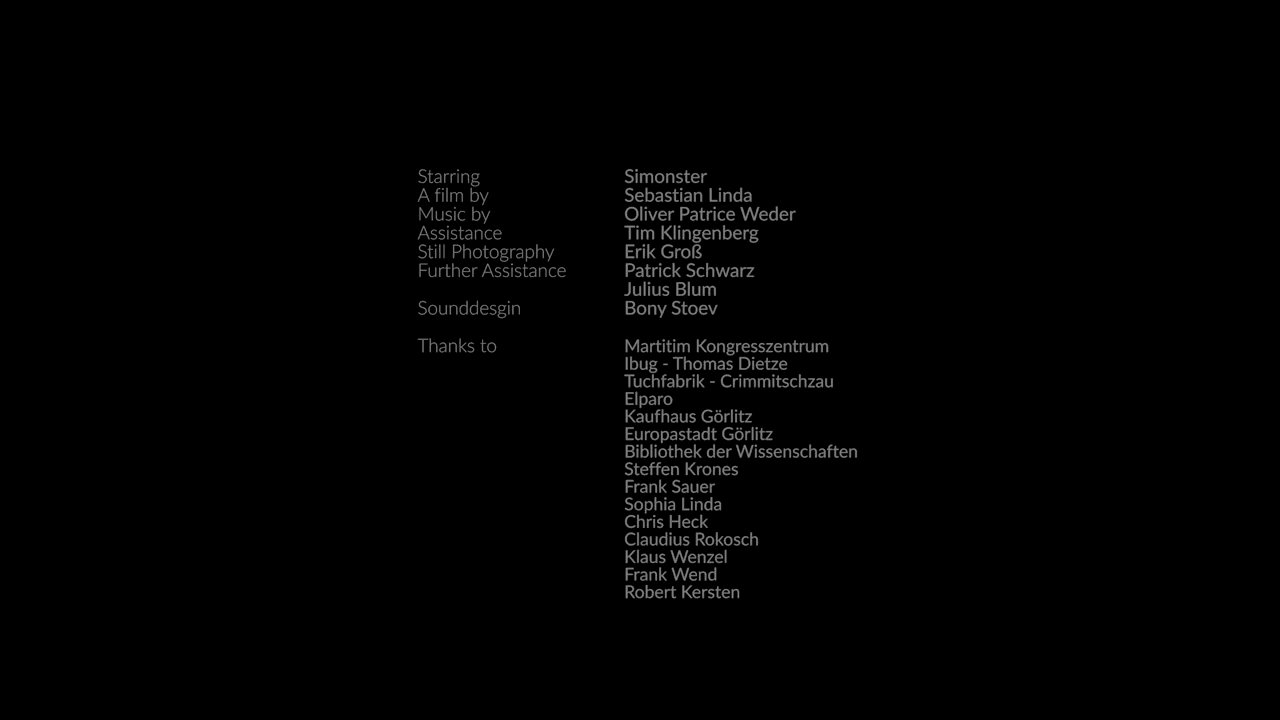 Starring Simonster
A film by Sebastian Linda
Music by Oliver Patrice Weder
Assistance Tim Klingenberg
Still Photography Erik Groß
Further Assistance Patrick Schwarz
Julius Blum
Sounddesgin Bony Stoev
Thanks to Martitim Kongresszentrum
Ibug - Thomas Dietze
Tuchfabrik - Crimmitschzau
Elparo
Kaufhaus Görlitz
Europastadt Görlitz
Bibliothek der Wissenschaften
Steffen Krones
Frank Sauer
Sophia Linda
Chris Heck
Claudius Rokosch
Klaus Wenzel
Frank Wend
Robert Kersten